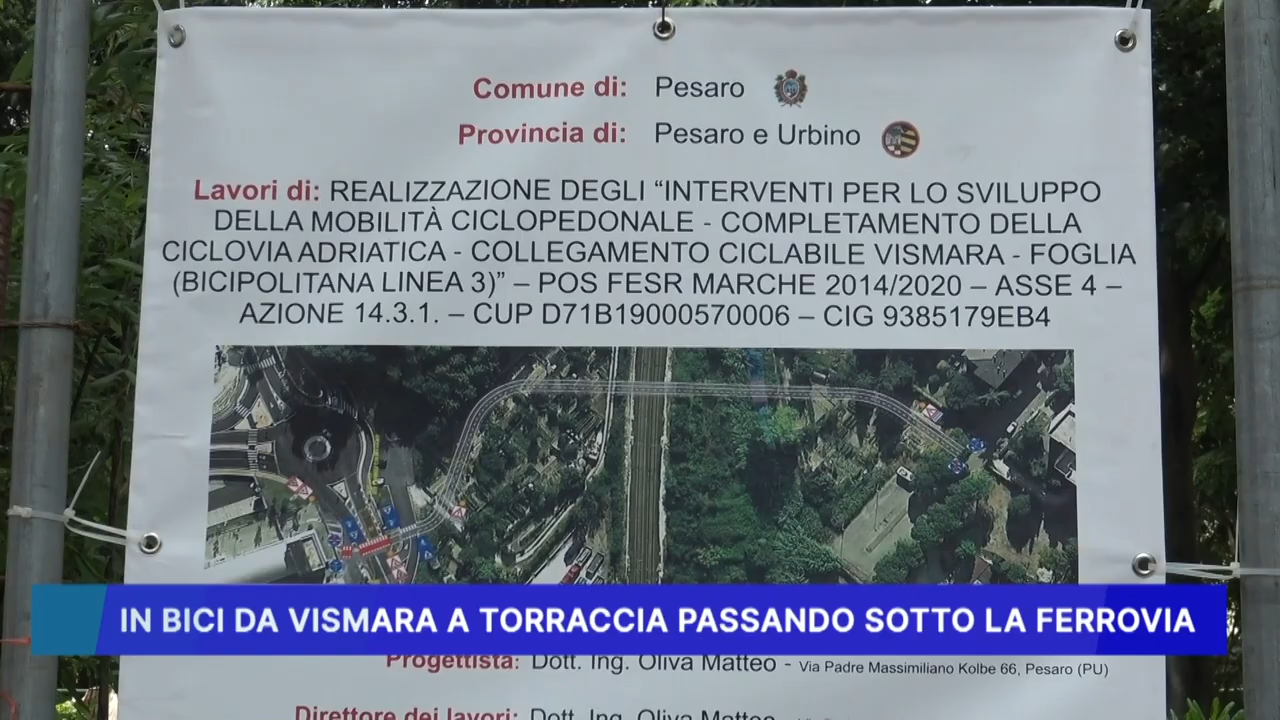 Comune di: Pesaro
Provincia di: Pesaro e Urbino
Lavori di: REALIZZAZIONE DEGLI “INTERVENTI PER LO SVILUPPO
DELLA MOBILITÀ CICLOPEDONALE - COMPLETAMENTO DELLA
CICLOVIA ADRIATICA - COLLEGAMENTO CICLABILE VISMARA - FOGLIA
(BICIPOLITANA LINEA 3)” – POS FESR MARCHE 2014/2020 – ASSE 4 –
AZIONE 14.3.1. – CUP D71B19000570006 – CIG 9385179EB4
IN BICI DA VISMARA A TORRACCIA PASSANDO SOTTO LA FERROVIA
Progettista: Dott. Ing. Oliva Matteo - Via Padre Massimiliano Kolbe 66, Pesaro (PU)
Direttore dei lavori: Dott. Ing. Oliva Matteo